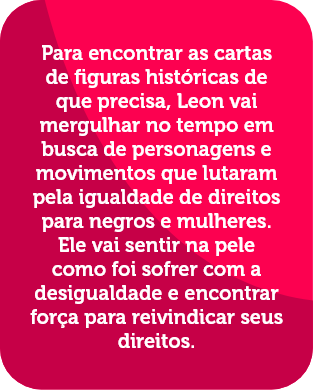 Para encontrar as cartas
de figuras históricas de
que precisa, Leon vai
mergulhar no tempo em
busca de personagens e
movimentos que lutaram
pela igualdade de direitos
para negros e mulheres.
Ele vai sentir na pele
como foi sofrer com a
desigualdade e encontrar
força para reivindicar seus
direitos.